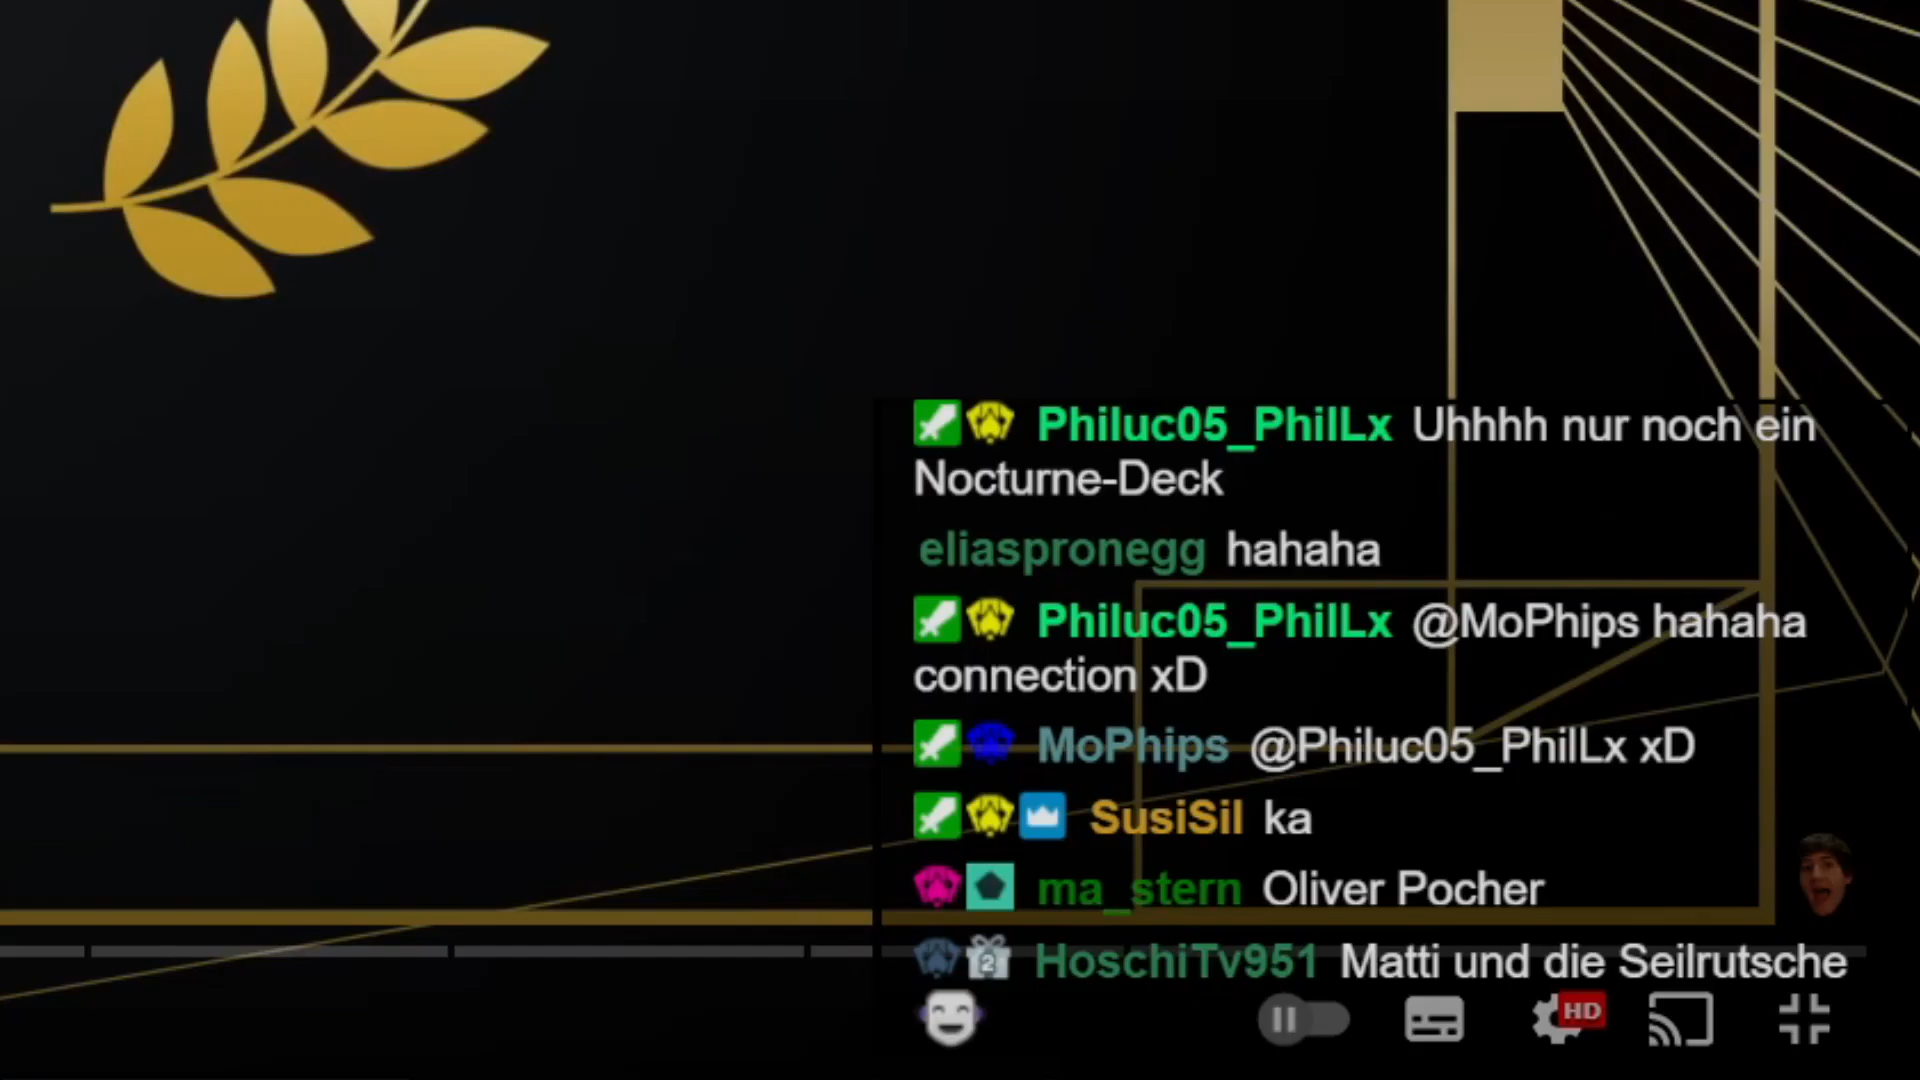 Philuc05_PhilLx Uhhhh nur noch ein
Nocturne-Deck
eliaspronegg hahaha
Philuc05_PhilLx @MoPhips hahaha
connection xD
MoPhips @Philuc05_PhilLx xD
SusiSil ka
ma_stern Oliver Pocher
2 HoschiTv951 Matti und die Seilrutsche
HD